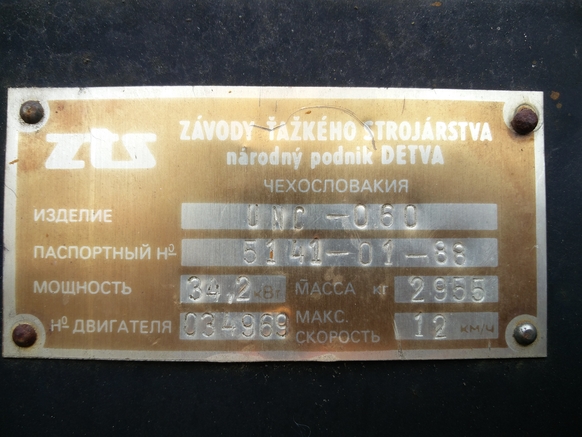 ZŤS
ZÁVODY ŤAŽKÉHO STROJÁRSTVA
národný podnik DETVA
ЧЕХОСЛОВАКИЯ
ИЗДЕЛИЕ UNC-060
ПАСПОРТНЫЙ № 5141-01-88
МОЩНОСТЬ 34,2 кВт МАССА кг 2955
№ ДВИГАТЕЛЯ 034969 МАКС. СКОРОСТЬ 12 км/ч